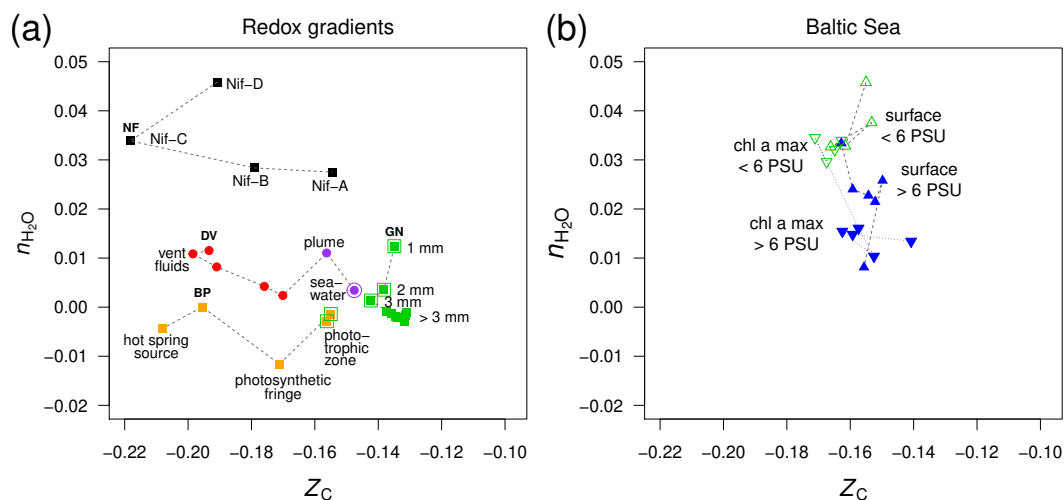 (a)
Redox gradients
0.05
0.04
0.03
0.02
0.01
0.00
−0.01
−0.02
nH2O
−0.22
−0.20
−0.18
−0.16
−0.14
−0.12
−0.10
ZC
Nif−D
NF
Nif−C
Nif−B
Nif−A
DV
vent
fluids
plume
GN
1 mm
BP
sea−
water
2 mm
3 mm
> 3 mm
hot spring
source
photo−
trophic
zone
photosynthetic
fringe
(b)
Baltic Sea
0.05
0.04
0.03
0.02
0.01
0.00
−0.01
−0.02
nH2O
−0.22
−0.20
−0.18
−0.16
−0.14
−0.12
−0.10
ZC
surface
< 6 PSU
chl a max
< 6 PSU
surface
> 6 PSU
chl a max
> 6 PSU